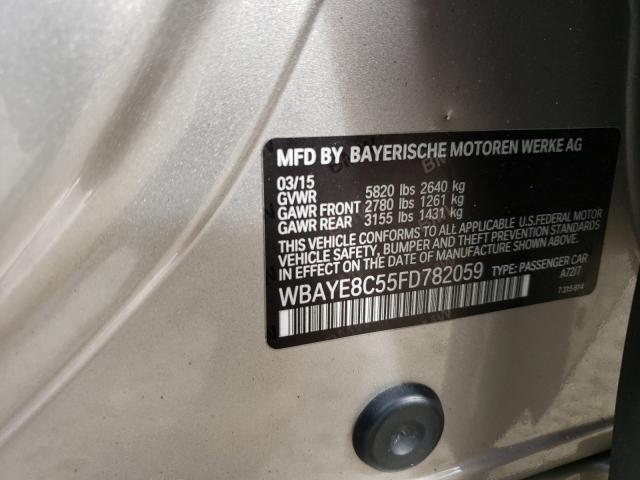 MFD BY BAYERISCHE MOTOREN WERKE AG
03/15
GVWR 5820 lbs 2640 kg
GAWR FRONT 2780 lbs 1261 kg
GAWR REAR 3155 lbs 1431 kg
THIS VEHICLE CONFORMS TO ALL APPLICABLE U.S.FEDERAL MOTOR
VEHICLE SAFETY, BUMPER AND THEFT PREVENTION STANDARDS
IN EFFECT ON THE DATE OF MANUFACTURE SHOWN ABOVE.
WBAYE8C55FD782059 TYPE: PASSENGER CAR
A72/7
7 315 814